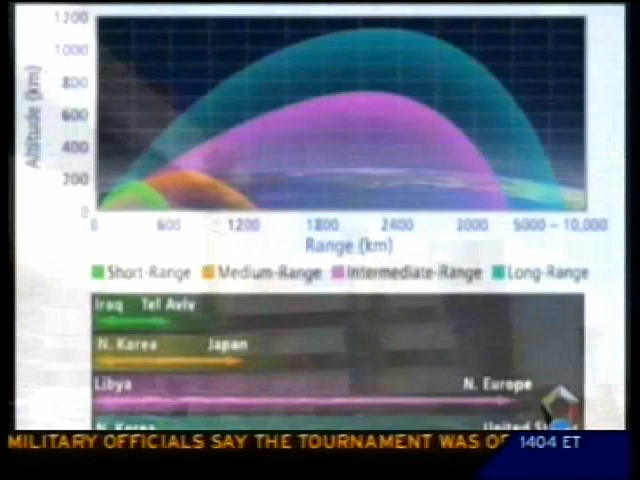 1200
1000
800
600
400
200
0
Altitude (km)
0 600 1200 1800 2400 3000 5000 – 10,000
Range (km)
Short-Range Medium-Range Intermediate-Range Long-Range
Iraq Tel Aviv
N. Korea Japan
Libya N. Europe
N. Korea United
MILITARY OFFICIALS SAY THE TOURNAMENT WAS 1404 ET